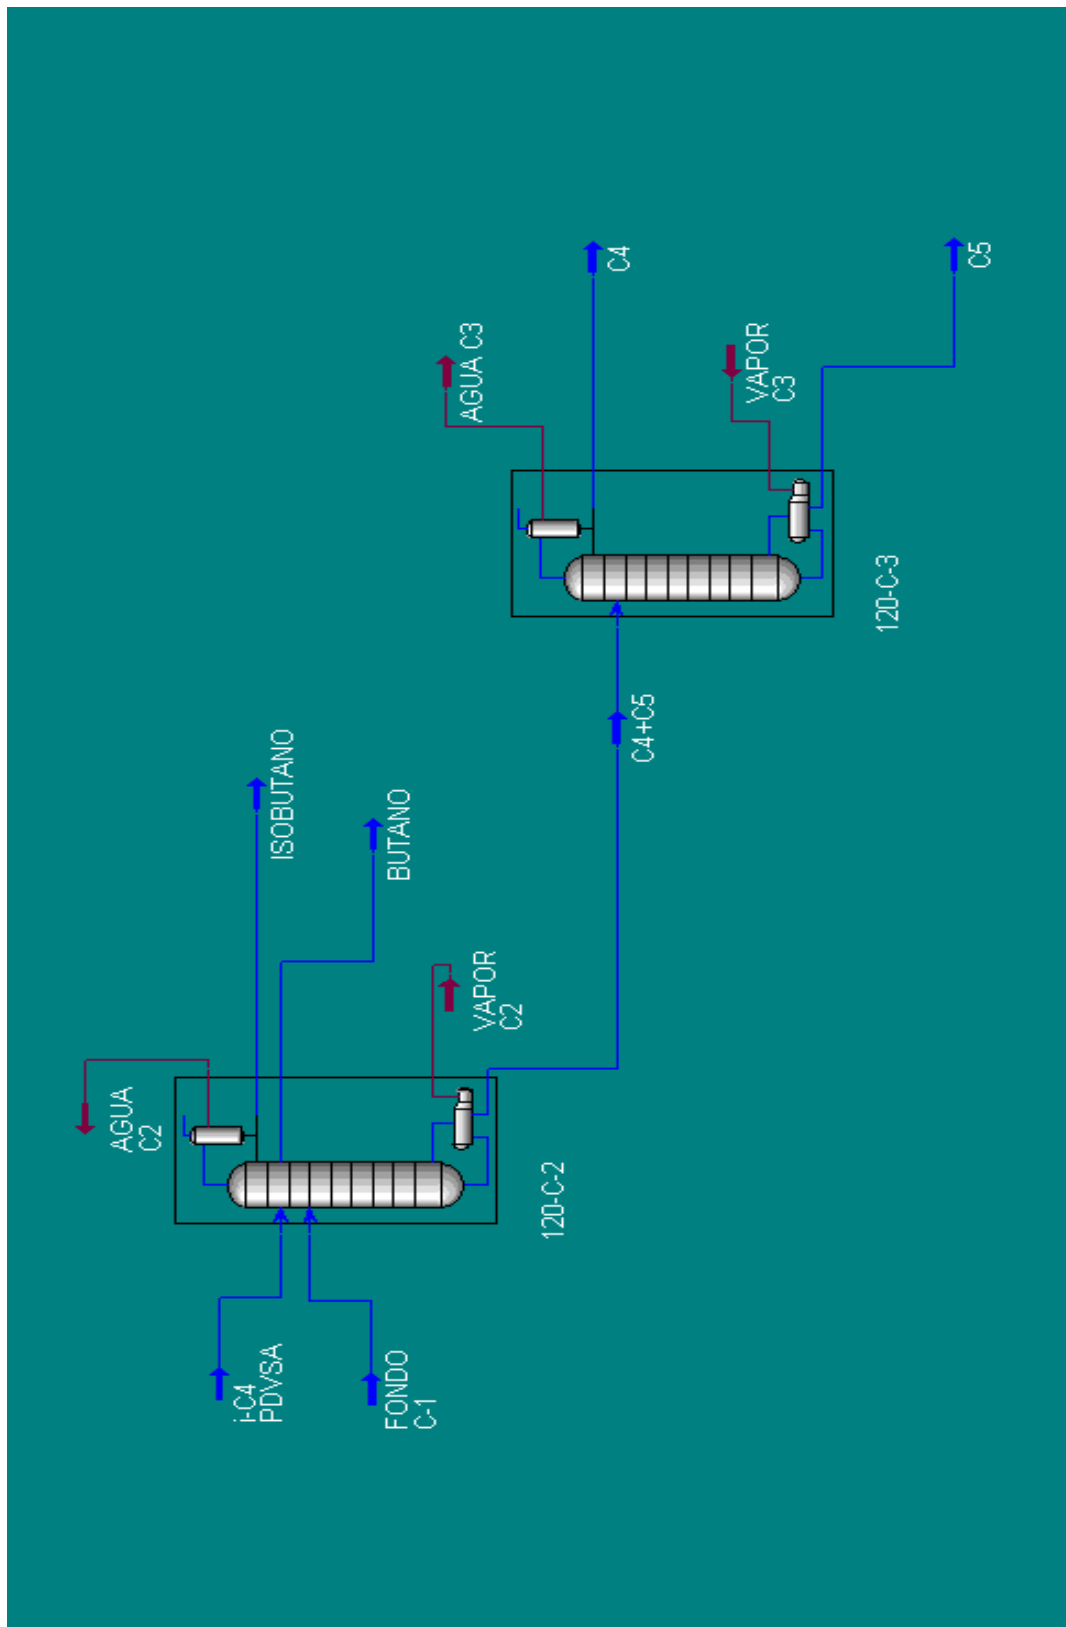 i-C4
PDVSA
FONDO
C-1
AGUA
C2
120-C-2
VAPOR
C2
ISOBUTANO
BUTANO
C4+C5
120-C-3
AGUA C3
VAPOR
C3
C4
C5